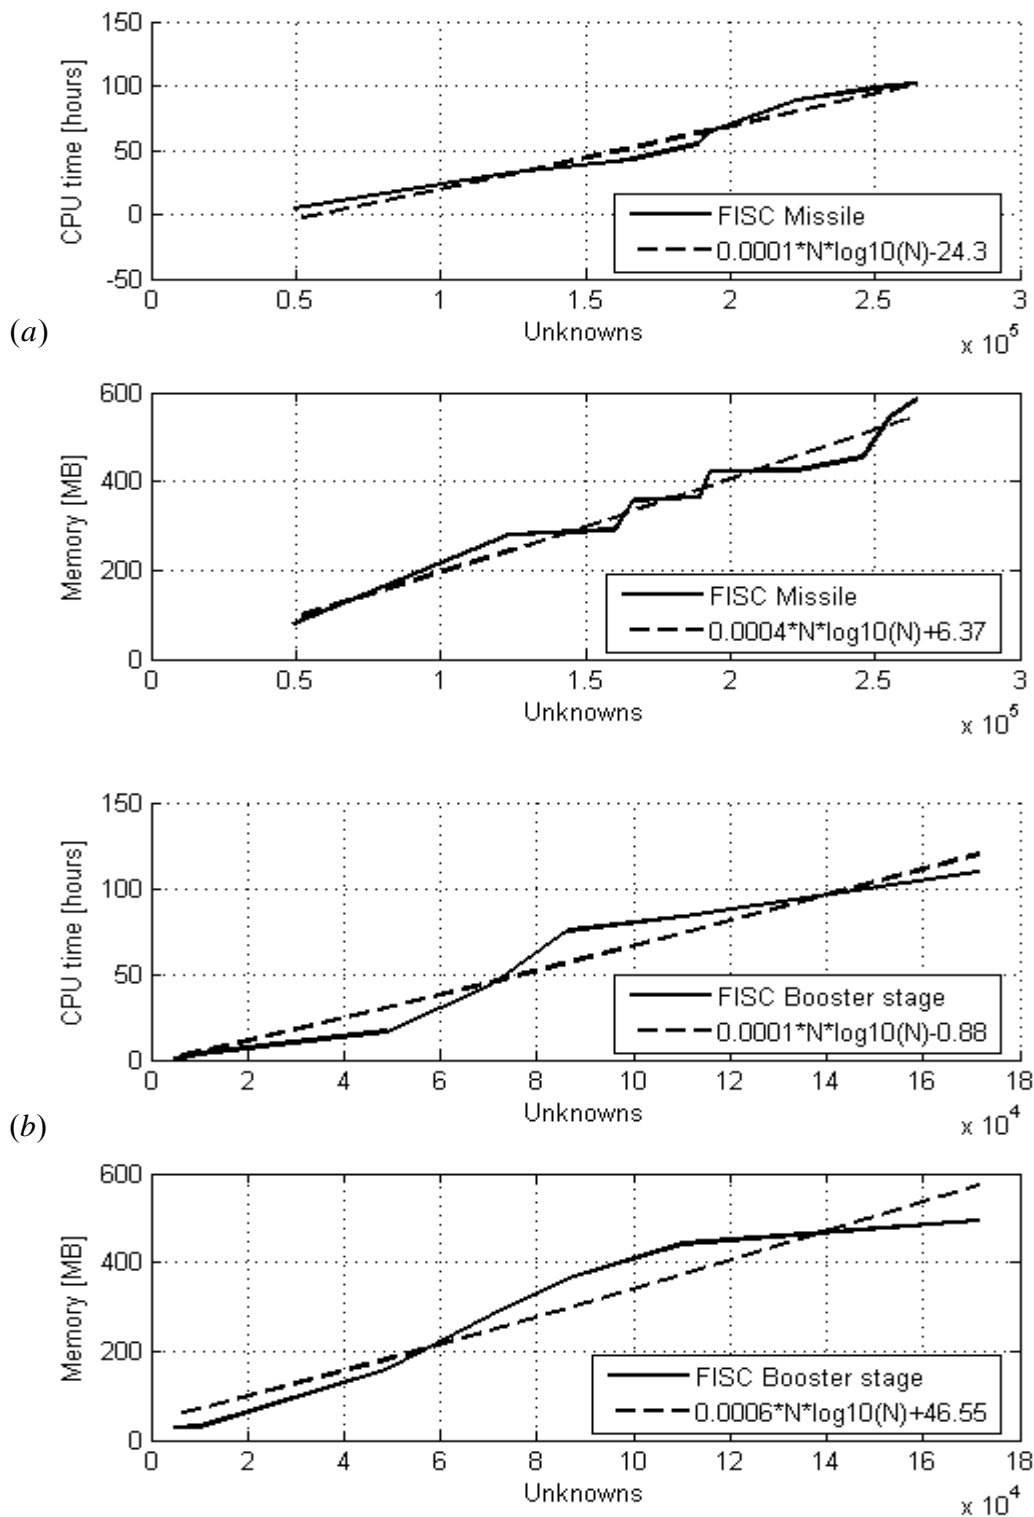 150
100
50
0
-50
CPU time [hours]
FISC Missile
0.0001*N*log10(N)-24.3
0 0.5 1 1.5 2 2.5 3
Unknowns
x 10^5
(a)
600
400
200
0
Memory [MB]
FISC Missile
0.0004*N*log10(N)+6.37
0 0.5 1 1.5 2 2.5 3
Unknowns
x 10^5
150
100
50
0
CPU time [hours]
FISC Booster stage
0.0001*N*log10(N)-0.88
0 2 4 6 8 10 12 14 16 18
Unknowns
x 10^4
(b)
600
400
200
0
Memory [MB]
FISC Booster stage
0.0006*N*log10(N)+46.55
0 2 4 6 8 10 12 14 16 18
Unknowns
x 10^4